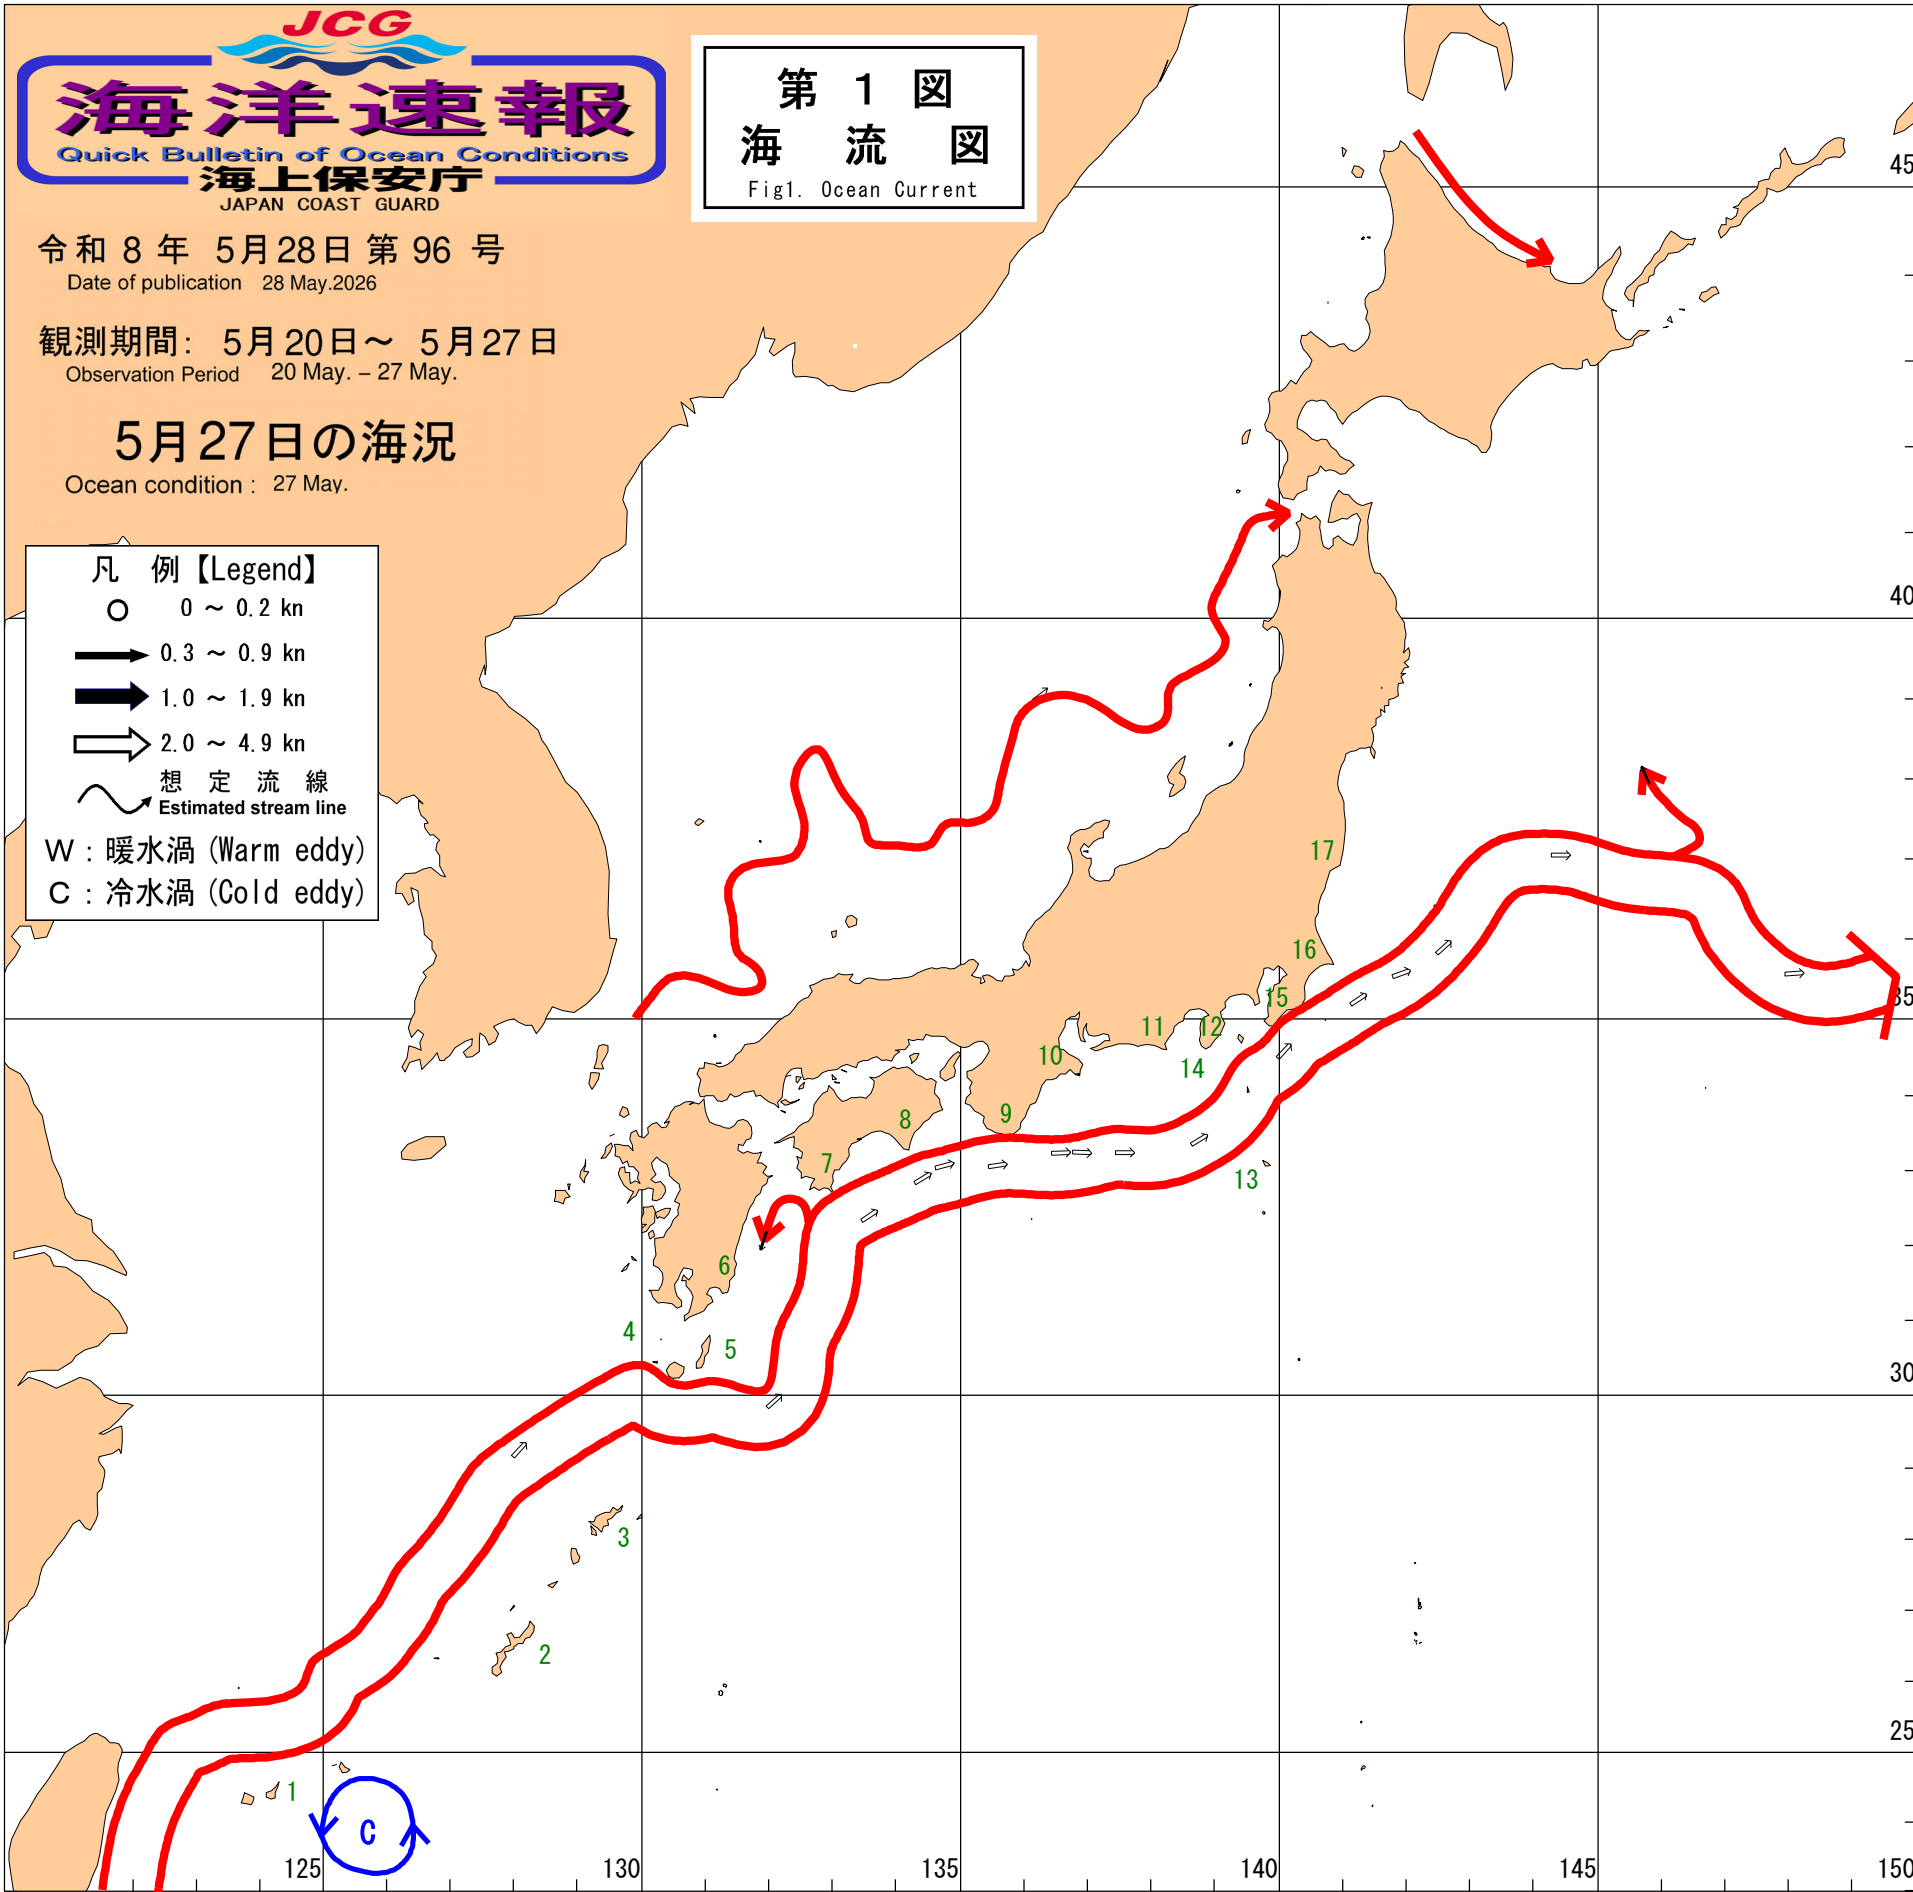 JCG
海洋速報
Quick Bulletin of Ocean Conditions
海上保安庁
JAPAN COAST GUARD
令和 8 年 5月28日 第 96 号
Date of publication 28 May.2026
観測期間: 5月20日～ 5月27日
Observation Period 20 May. – 27 May.
5月27日の海況
Ocean condition : 27 May.
第 1 図
海 流 図
Fig1. Ocean Current
凡 例【Legend】
0 ～ 0.2 kn
0.3 ～ 0.9 kn
1.0 ～ 1.9 kn
2.0 ～ 4.9 kn
想 定 流 線
Estimated stream line
W : 暖水渦 (Warm eddy)
C : 冷水渦 (Cold eddy)
45
40
17
16
15
35
11
12
10
14
8
9
7
13
6
4
5
30
3
2
25
1
C
125
130
135
140
145
150